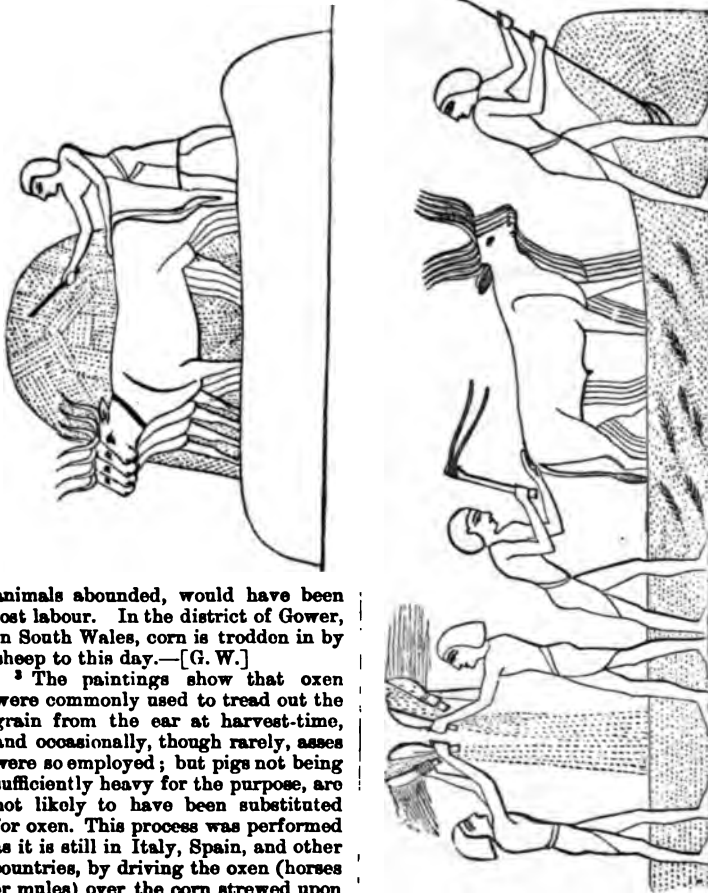 animals abounded, would have been
ost labour. In the district of Gower,
n South Wales, corn is trodden in by
sheep to this day.—[G. W.]
³ The paintings show that oxen
were commonly used to tread out the
grain from the ear at harvest-time,
and occasionally, though rarely, asses
were so employed; but pigs not being
sufficiently heavy for the purpose, are
not likely to have been substituted
for oxen. This process was performed
as it is still in Italy, Spain, and other
countries, by driving the oxen (horses
or mules) over the corn strewed upon